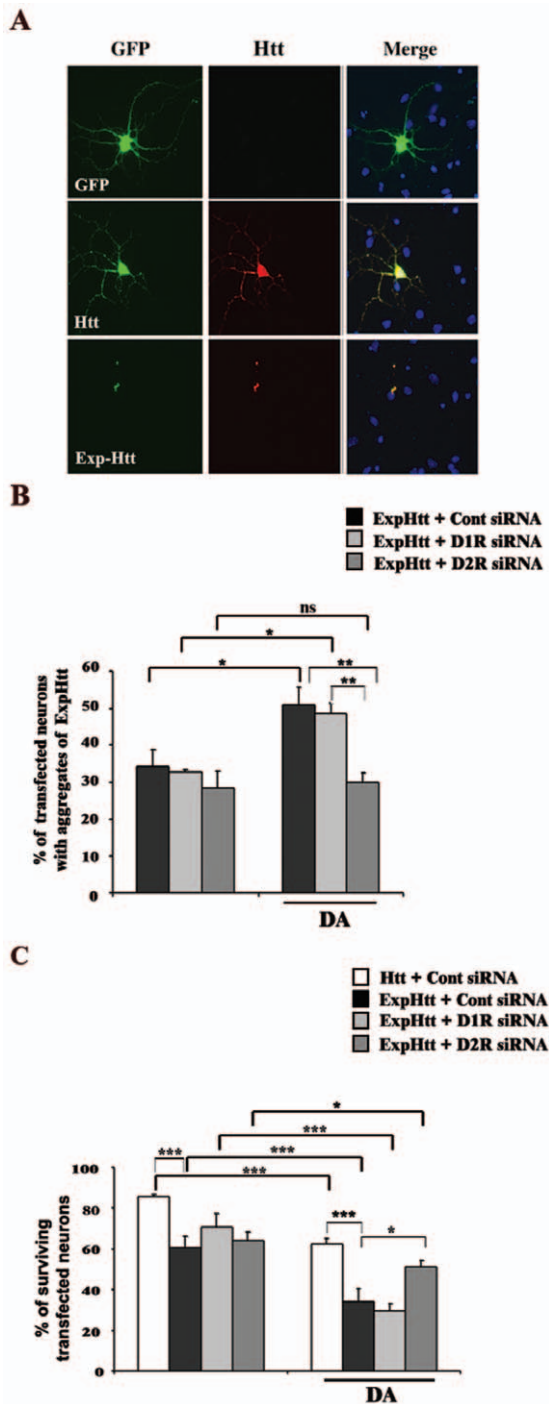 A
GFP Htt Merge
GFP
Htt
Exp-Htt
B
ExpHtt + Cont siRNA
ExpHtt + D1R siRNA
ExpHtt + D2R siRNA
ns
*
* **
**
% of transfected neurons
with aggregates of ExpHtt
60
50
40
30
20
10
0
DA
C
Htt + Cont siRNA
ExpHtt + Cont siRNA
ExpHtt + D1R siRNA
ExpHtt + D2R siRNA
*
***
*** ***
***
*** *
% of surviving
transfected neurons
100
80
60
40
20
0
DA